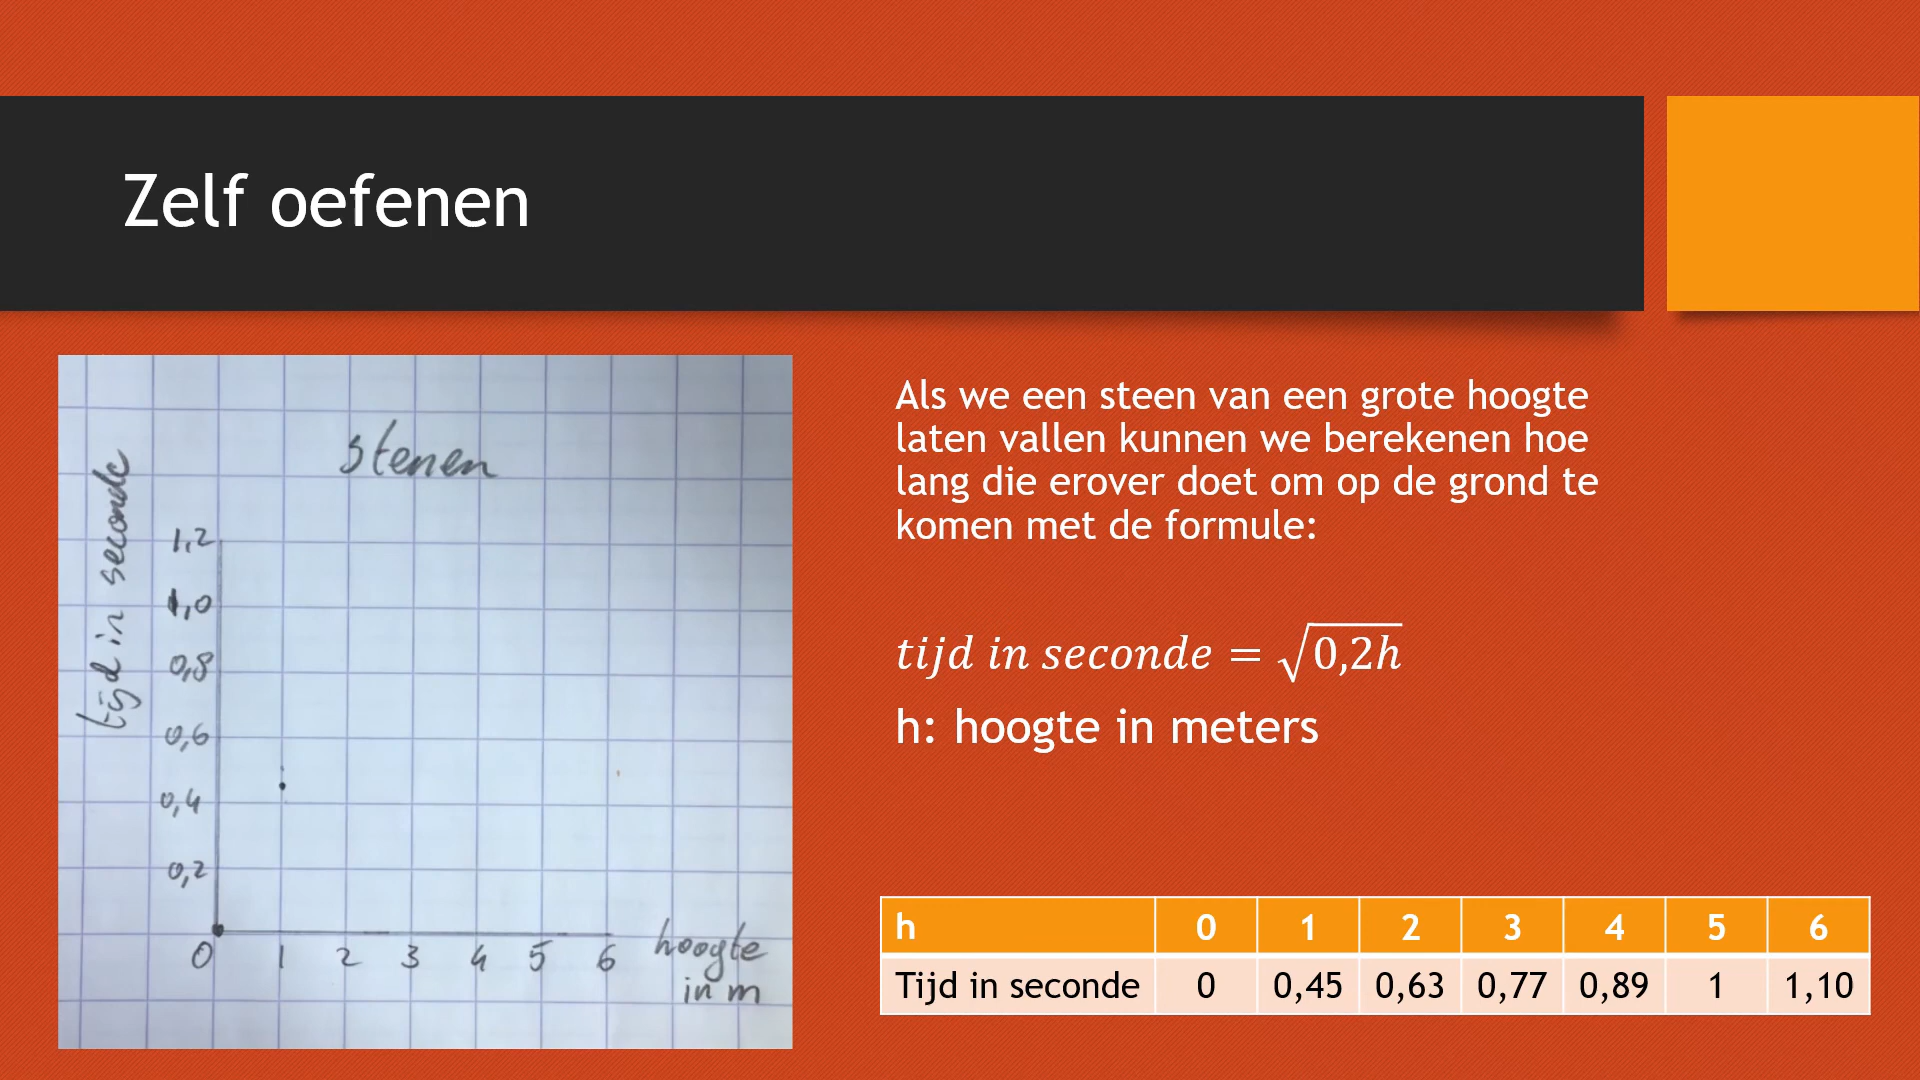 Zelf oefenen
stenen
tijd in seconde
1,2
1,0
0,8
0,6
0,4
0,2
0 1 2 3 4 5 6 hoogte
in m
Als we een steen van een grote hoogte
laten vallen kunnen we berekenen hoe
lang die erover doet om op de grond te
komen met de formule:
tijd in seconde = √0,2h
h: hoogte in meters
h 0 1 2 3 4 5 6
Tijd in seconde 0 0,45 0,63 0,77 0,89 1 1,10